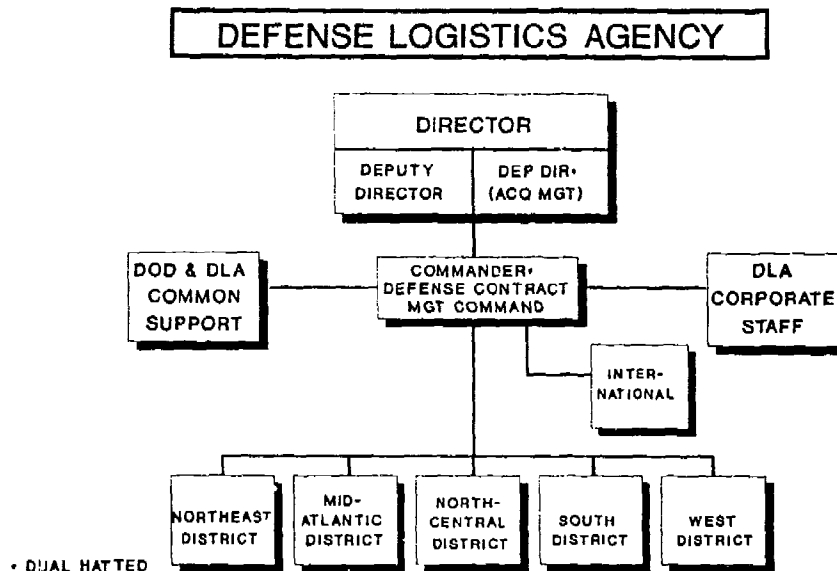 DEFENSE LOGISTICS AGENCY
DIRECTOR
DEPUTY
DIRECTOR
DEP DIR*
(ACQ MGT)
DOD & DLA
COMMON
SUPPORT
COMMANDER*
DEFENSE CONTRACT
MGT COMMAND
DLA
CORPORATE
STAFF
INTER-
NATIONAL
NORTHEAST
DISTRICT
MID-
ATLANTIC
DISTRICT
NORTH-
CENTRAL
DISTRICT
SOUTH
DISTRICT
WEST
DISTRICT
* DUAL HATTED